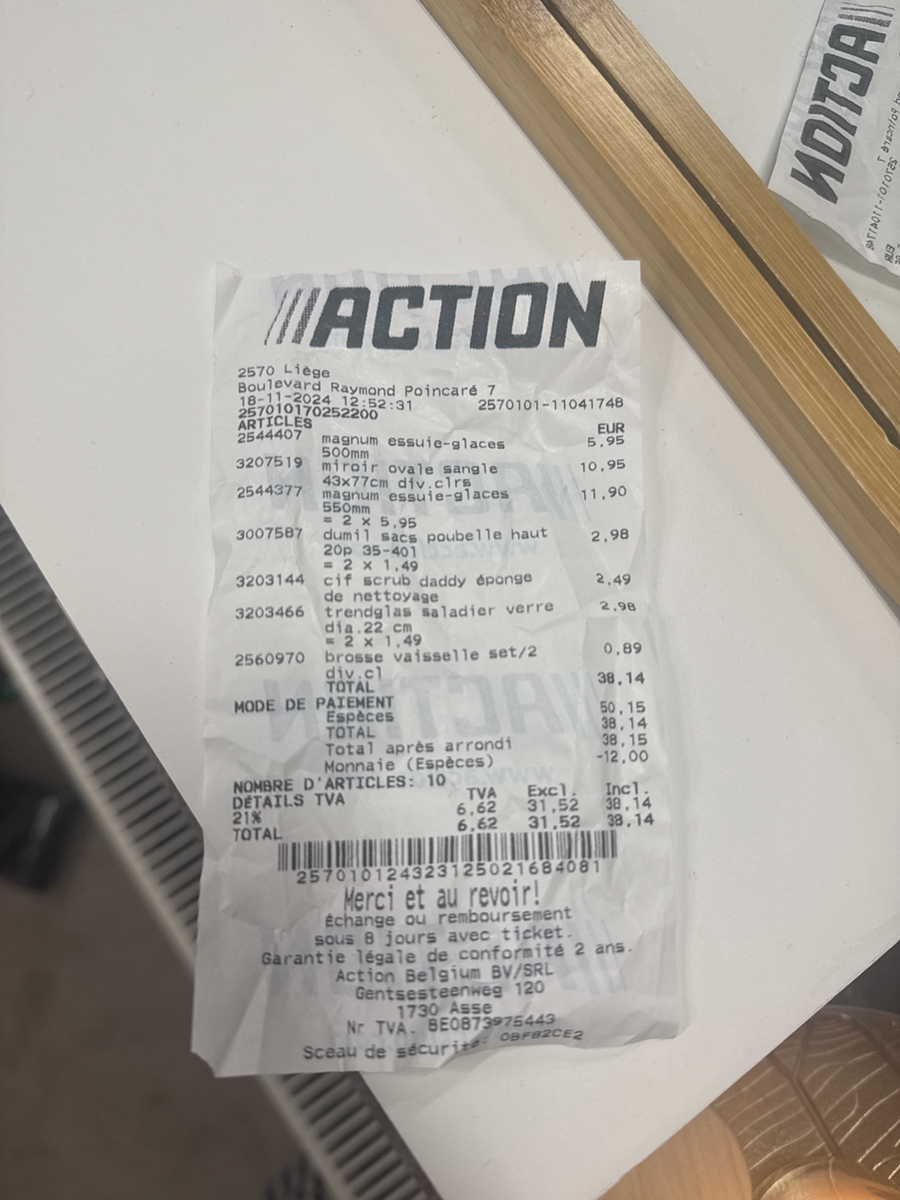 ///ACTION
2570 Liège
Boulevard Raymond Poincaré 7
18-11-2024 12:52:31 2570101-11041748
257010170252200
ARTICLES EUR
2544407 magnum essuie-glaces 5,95
500mm
3207519 miroir ovale sangle 10,95
43x77cm div.clrs
2544377 magnum essuie-glaces 11,90
550mm
= 2 x 5,95
3007587 dumil sacs poubelle haut 2,98
20p 35-40l
= 2 x 1,49
3203144 cif scrub daddy éponge 2,49
de nettoyage
3203466 trendglas saladier verre 2,98
dia.22 cm
= 2 x 1,49
2560970 brosse vaisselle set/2 0,89
div.cl
TOTAL 38,14
MODE DE PAIEMENT
Espèces 50,15
TOTAL 38,14
Total après arrondi 38,15
Monnaie (Espèces) -12,00
NOMBRE D'ARTICLES: 10
DÉTAILS TVA TVA Excl. Incl.
21% 6,62 31,52 38,14
TOTAL 6,62 31,52 38,14
257010124323125021684081
Merci et au revoir!
Échange ou remboursement
sous 8 jours avec ticket.
Garantie légale de conformité 2 ans.
Action Belgium BV/SRL
Gentsesteenweg 120
1730 Asse
Nr TVA. BE0873975443
Sceau de sécurité: 0BFB2CE2
ACTION